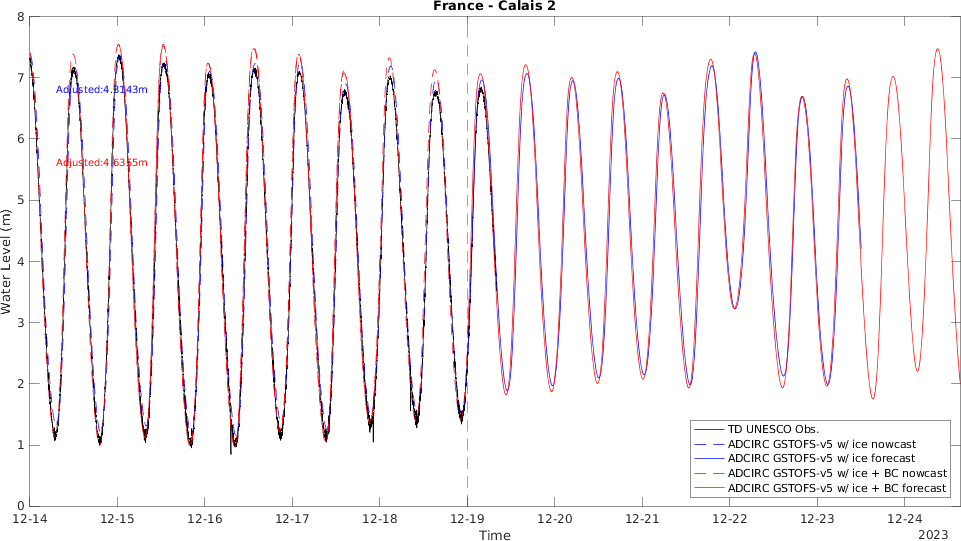 France - Calais 2
8
7
6
5
4
3
2
1
0
Water Level (m)
Adjusted:4.3143m
Adjusted:4.6355m
TD UNESCO Obs.
ADCIRC GSTOFS-v5 w/ ice nowcast
ADCIRC GSTOFS-v5 w/ ice forecast
ADCIRC GSTOFS-v5 w/ ice + BC nowcast
ADCIRC GSTOFS-v5 w/ ice + BC forecast
12-14 12-15 12-16 12-17 12-18 12-19 12-20 12-21 12-22 12-23 12-24
Time
2023